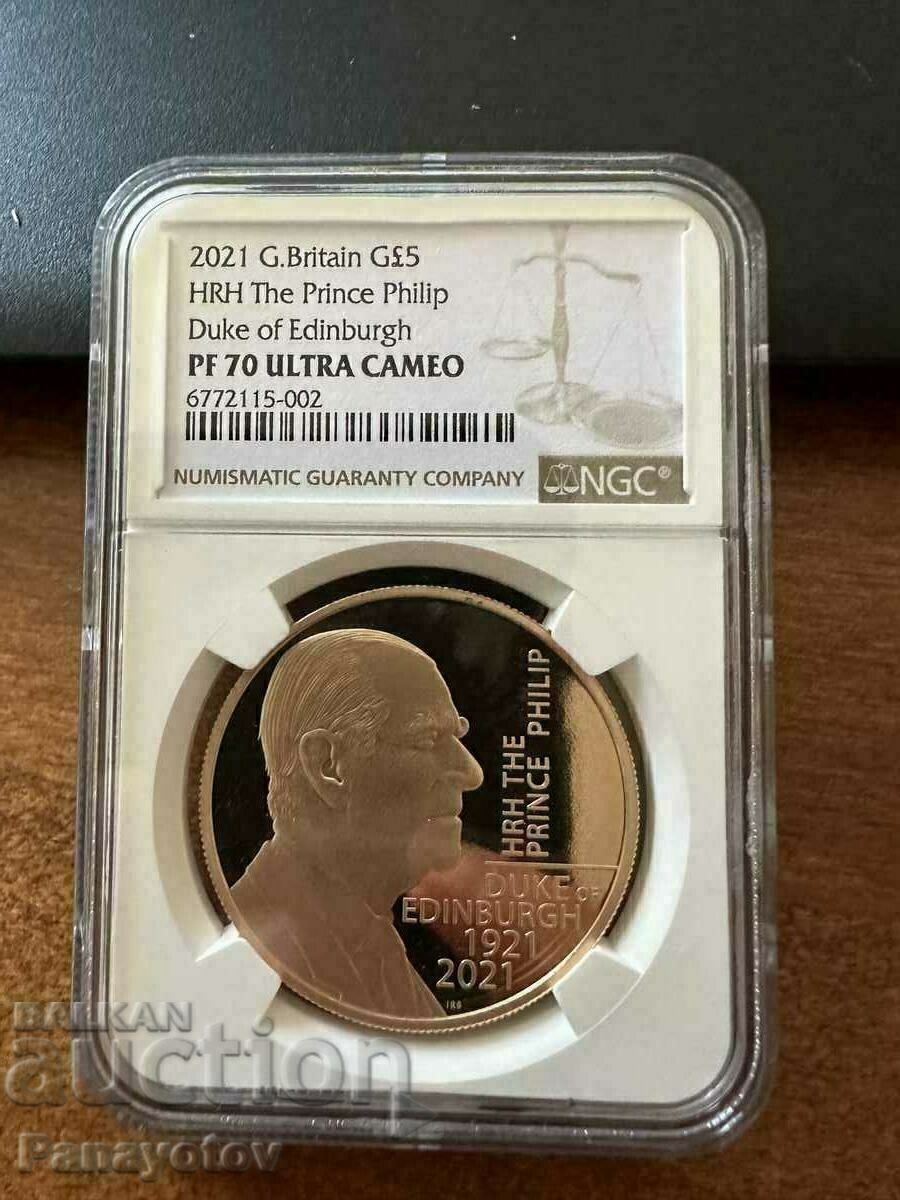 2021 G.Britain G£5
HRH The Prince Philip
Duke of Edinburgh
PF 70 ULTRA CAMEO
6772115-002
NUMISMATIC GUARANTY COMPANY
NGC®
HRH THE
PRINCE PHILIP
DUKE OF
EDINBURGH
1921
2021
IRB
BALKAN
auction
Panayotov